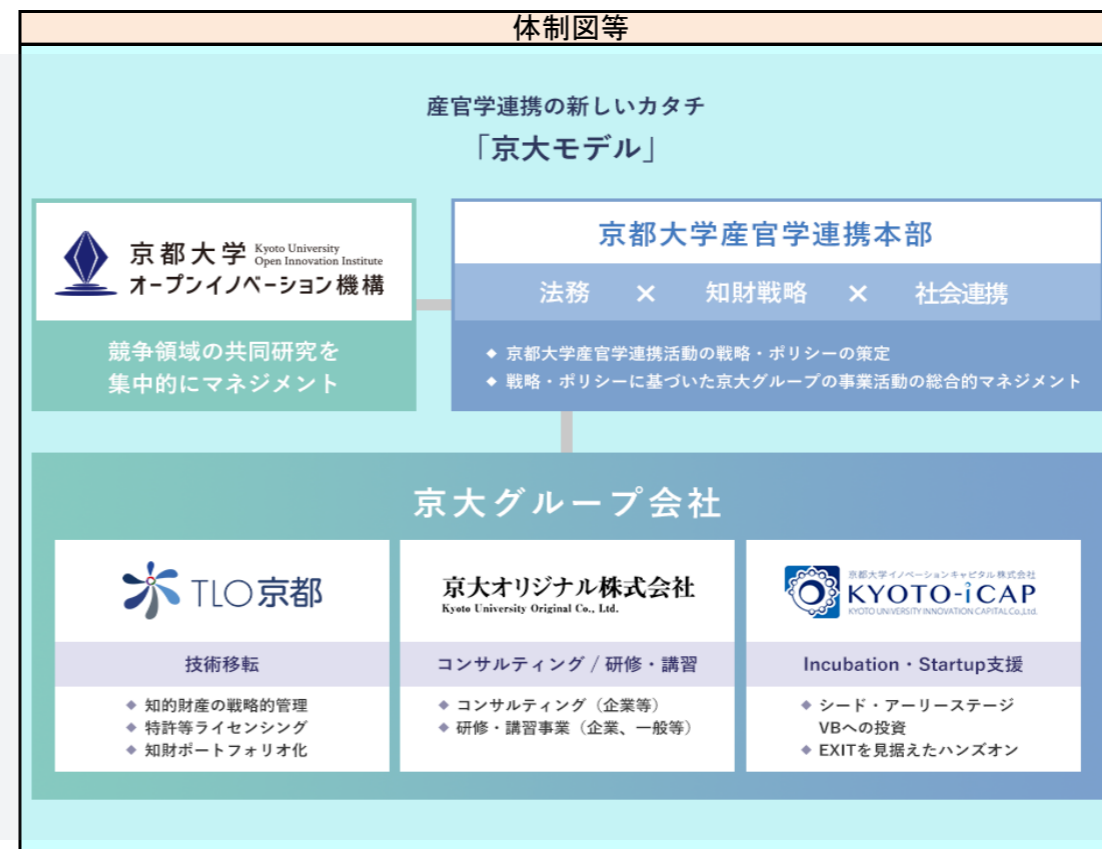 体制図等
産官学連携の新しいカタチ
「京大モデル」
京都大学 Kyoto University
Open Innovation Institute
オープンイノベーション機構
競争領域の共同研究を
集中的にマネジメント
京都大学産官学連携本部
法務 × 知財戦略 × 社会連携
◆ 京都大学産官学連携活動の戦略・ポリシーの策定
◆ 戦略・ポリシーに基づいた京大グループの事業活動の総合的マネジメント
京大グループ会社
TLO京都
技術移転
◆ 知的財産の戦略的管理
◆ 特許等ライセンシング
◆ 知財ポートフォリオ化
京大オリジナル株式会社
Kyoto University Original Co., Ltd.
コンサルティング / 研修・講習
◆ コンサルティング（企業等）
◆ 研修・講習事業（企業、一般等）
京都大学イノベーションキャピタル株式会社
KYOTO-iCAP
KYOTO UNIVERSITY INNOVATION CAPITAL Co.,Ltd.
Incubation・Startup支援
◆ シード・アーリーステージ
VBへの投資
◆ EXITを見据えたハンズオン